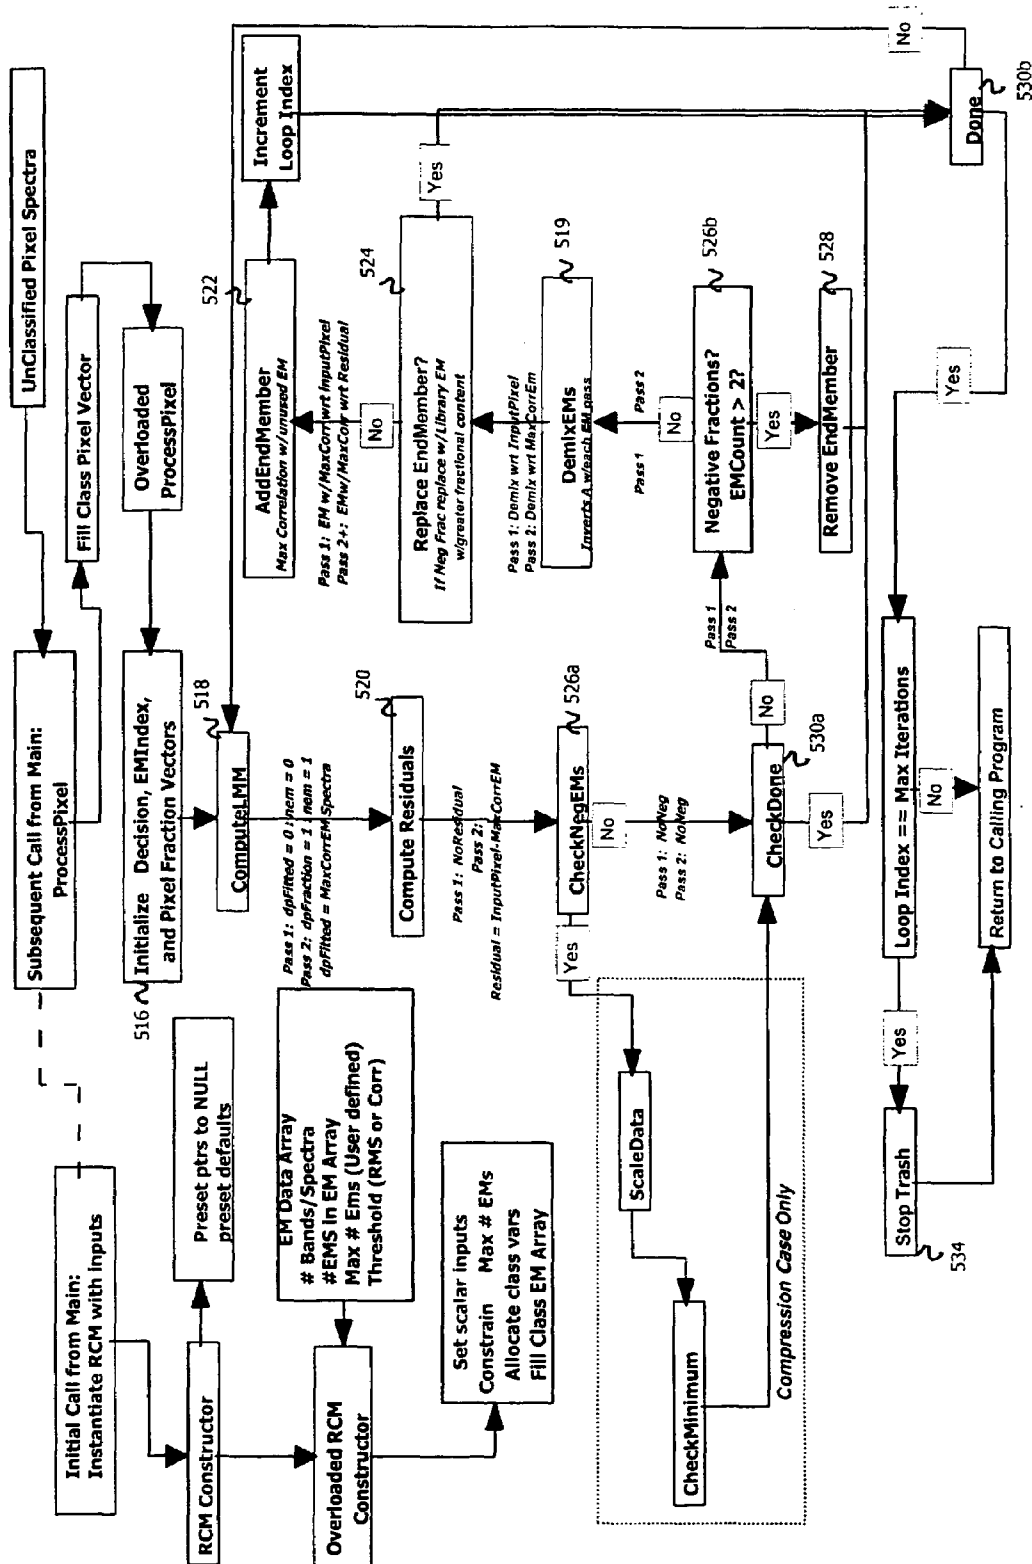 Initial Call from Main:
Instantiate RCM with Inputs
RCM Constructor
Preset ptrs to NULL
preset defaults
EM Data Array
# Bands/Spectra
#EMS in EM Array
Max # Ems (User defined)
Threshold (RMS or Corr)
Overloaded RCM
Constructor
Set scalar inputs
Constrain Max # EMs
Allocate class vars
Fill Class EM Array
UnClassified Pixel Spectra
Subsequent Call from Main:
ProcessPixel
Fill Class Pixel Vector
Overloaded
ProcessPixel
516
Initialize Decision, EMIndex,
and Pixel Fraction Vectors
518
ComputeLMM
Pass 1: dpFitted = 0 : nem = 0
Pass 2: dpFraction = 1 : nem = 1
dpFitted = MaxCorrEM Spectra
520
Compute Residuals
Pass 1: NoResidual
Pass 2:
Residual = InputPixel-MaxCorrEM
526a
CheckNegEMs
Yes
No
ScaleData
CheckMinimum
Compression Case Only
Pass 1: NoNeg
Pass 2: NoNeg
530a
CheckDone
No
Yes
Pass 1
Pass 2
526b
Negative Fractions?
EMCount > 2?
No
Yes
Pass 1
Pass 2
528
Remove EndMember
519
DemixEMs
Inverts A w/each EM pass
Pass 1: Demix wrt InputPixel
Pass 2: Demix wrt MaxCorrEm
524
Replace EndMember?
If Neg Frac replace w/Library EM
w/greater fractional content
Yes
No
Pass 1: EM w/MaxCorr wrt InputPixel
Pass 2+: EMw/MaxCorr wrt Residual
522
AddEndMember
Max Correlation w/unused EM
Increment
Loop Index
Done
530b
No
Yes
Loop Index == Max Iterations
Yes
No
Stop Trash
534
Return to Calling Program